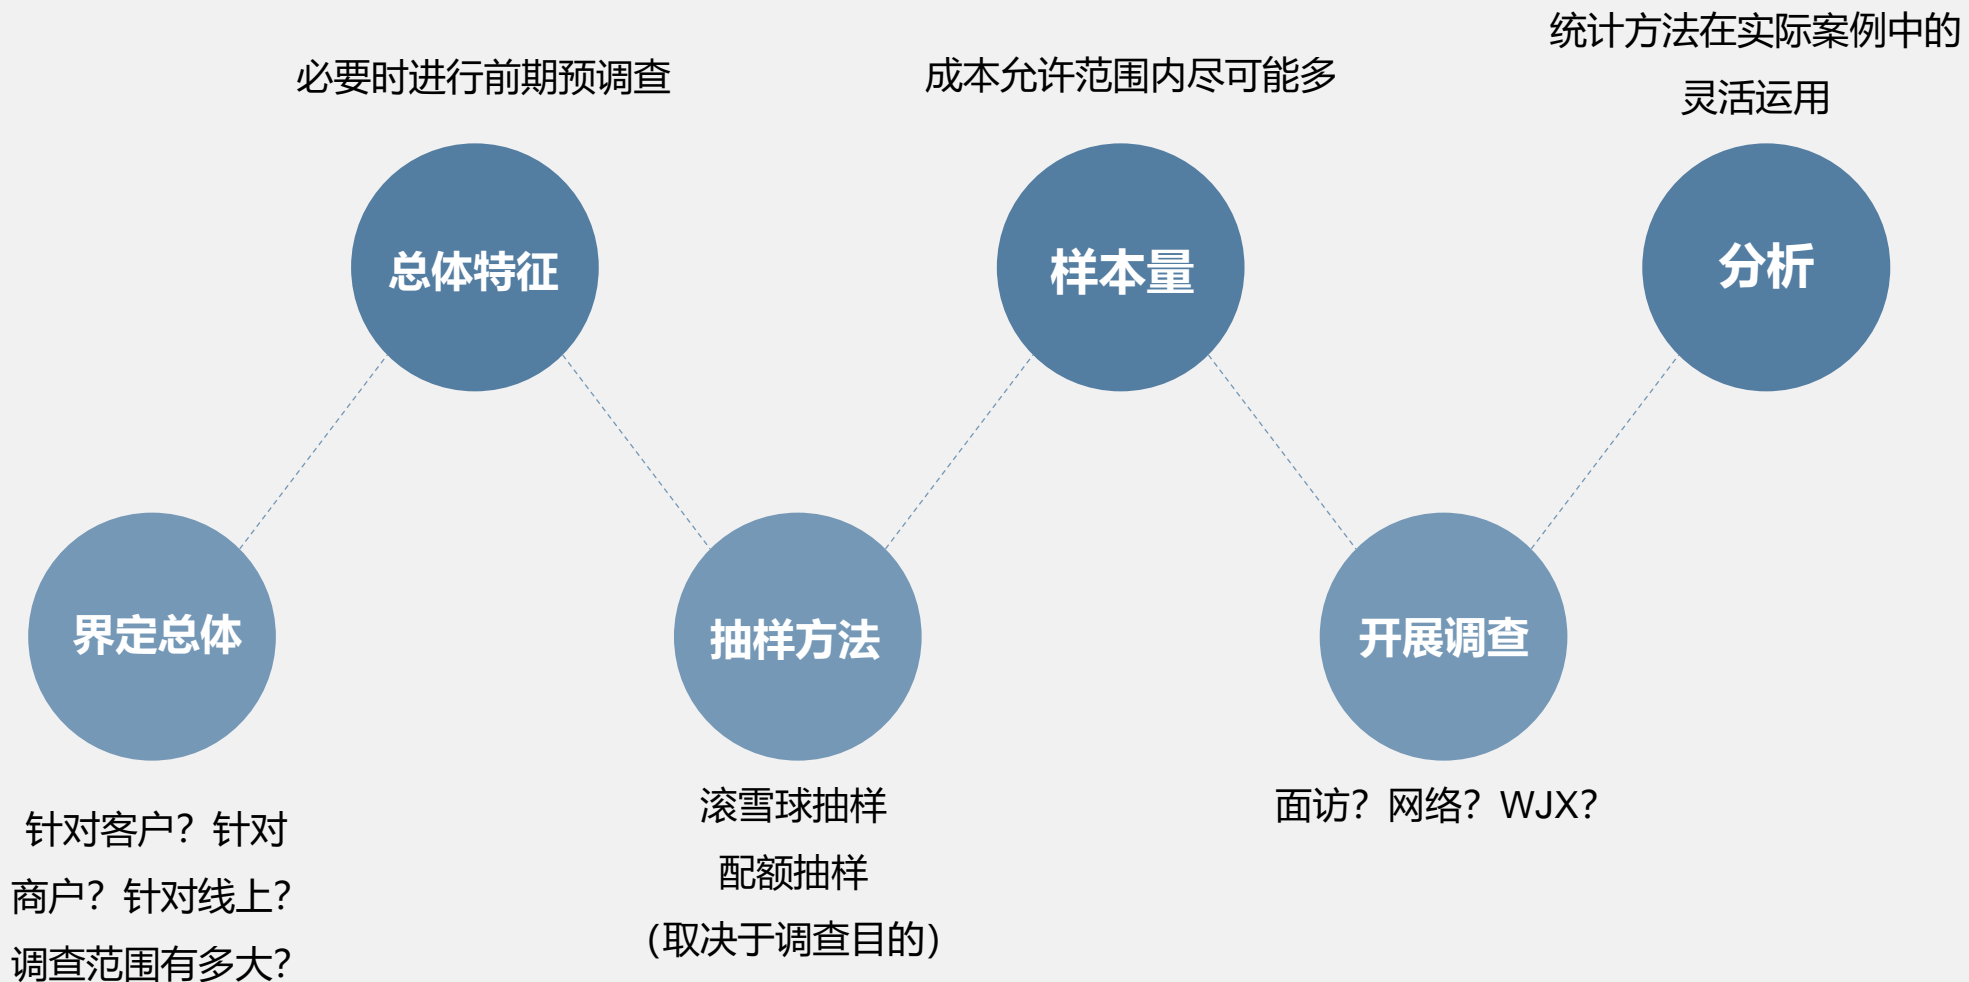 统计方法在实际案例中的
灵活运用
必要时进行前期预调查
成本允许范围内尽可能多
总体特征
样本量
分析
界定总体
抽样方法
开展调查
针对客户？针对
商户？针对线上？
调查范围有多大？
滚雪球抽样
配额抽样
（取决于调查目的）
面访？网络？WJX？